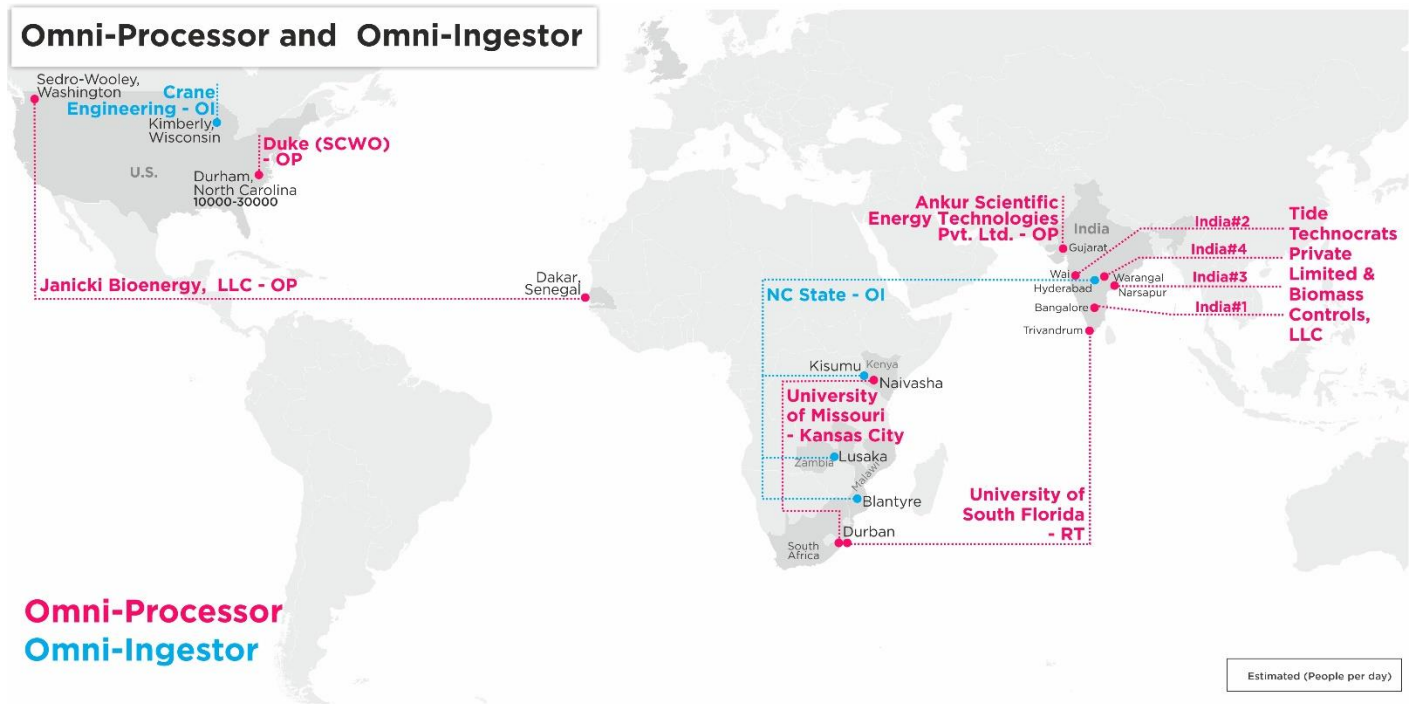 Omni-Processor and Omni-Ingestor
Sedro-Wooley,
Washington
Crane
Engineering - OI
Kimberly,
Wisconsin
Duke (SCWO)
- OP
U.S.
Durham,
North Carolina
10000-30000
Janicki Bioenergy, LLC - OP
Dakar,
Senegal
Ankur Scientific
Energy Technologies
Pvt. Ltd. - OP
India
Gujarat
Wai
Hyderabad
Warangal
Narsapur
Bangalore
Trivandrum
India#2
India#4
India#3
India#1
Tide
Technocrats
Private
Limited &
Biomass
Controls,
LLC
NC State - OI
Kisumu
Kenya
Naivasha
University
of Missouri
- Kansas City
Zambia
Lusaka
Malawi
Blantyre
University of
South Florida
- RT
Durban
South
Africa
Omni-Processor
Omni-Ingestor
Estimated (People per day)